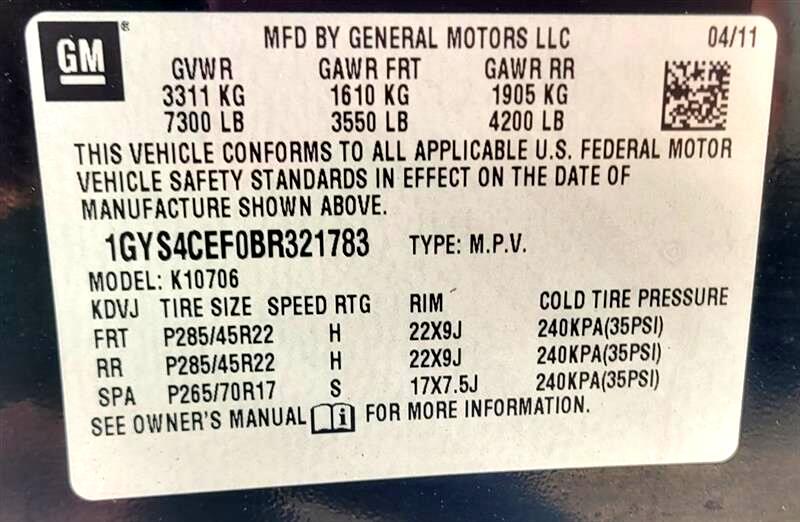 GM®
MFD BY GENERAL MOTORS LLC 04/11
GVWR GAWR FRT GAWR RR
3311 KG 1610 KG 1905 KG
7300 LB 3550 LB 4200 LB
THIS VEHICLE CONFORMS TO ALL APPLICABLE U.S. FEDERAL MOTOR
VEHICLE SAFETY STANDARDS IN EFFECT ON THE DATE OF
MANUFACTURE SHOWN ABOVE.
1GYS4CEF0BR321783 TYPE: M.P.V.
MODEL: K10706
KDVJ TIRE SIZE SPEED RTG RIM COLD TIRE PRESSURE
FRT P285/45R22 H 22X9J 240KPA(35PSI)
RR P285/45R22 H 22X9J 240KPA(35PSI)
SPA P265/70R17 S 17X7.5J 240KPA(35PSI)
SEE OWNER'S MANUAL i FOR MORE INFORMATION.